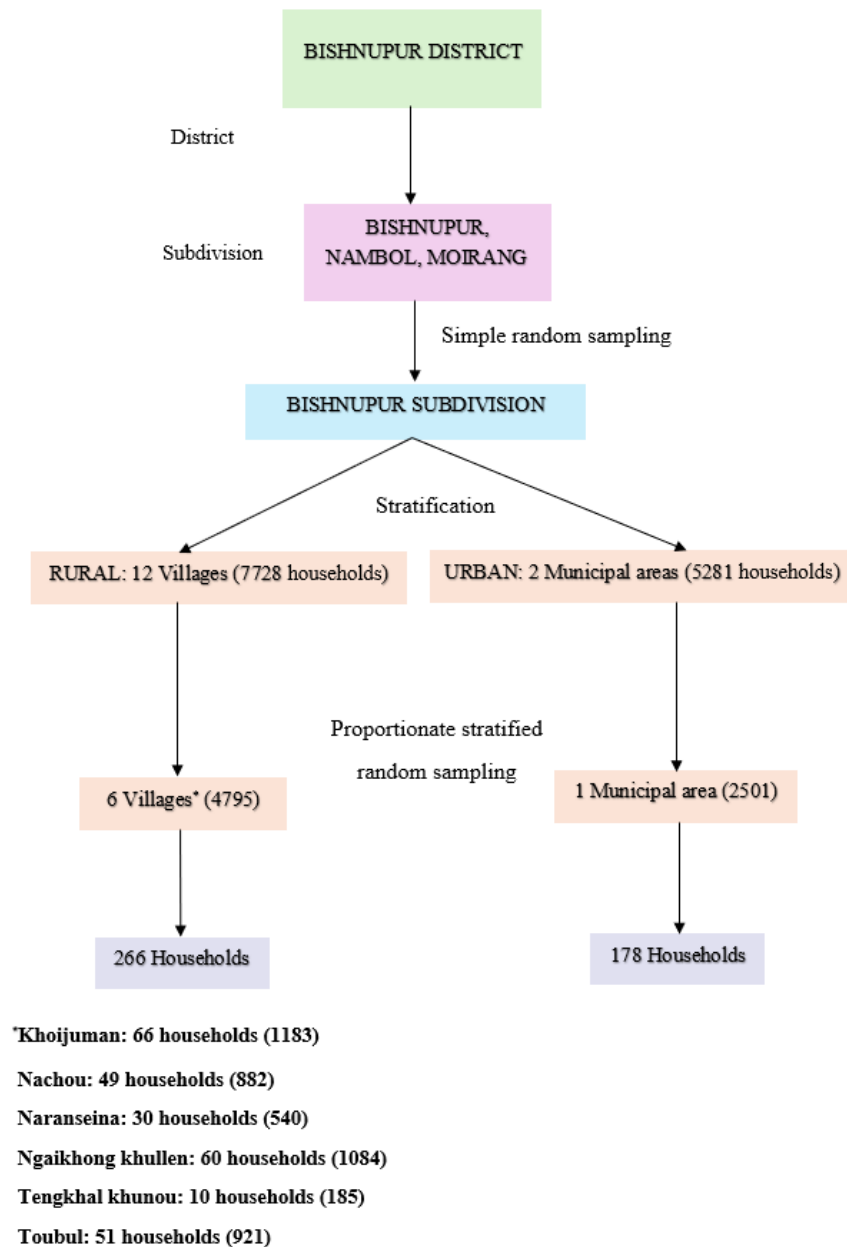 BISHNUPUR DISTRICT
District
BISHNUPUR,
NAMBOL, MOIRANG
Subdivision
Simple random sampling
BISHNUPUR SUBDIVISION
Stratification
RURAL: 12 Villages (7728 households)
URBAN: 2 Municipal areas (5281 households)
Proportionate stratified
random sampling
6 Villages* (4795)
1 Municipal area (2501)
266 Households
178 Households
*Khoijuman: 66 households (1183)
Nachou: 49 households (882)
Naranseina: 30 households (540)
Ngaikhong khullen: 60 households (1084)
Tengkhal khunou: 10 households (185)
Toubul: 51 households (921)